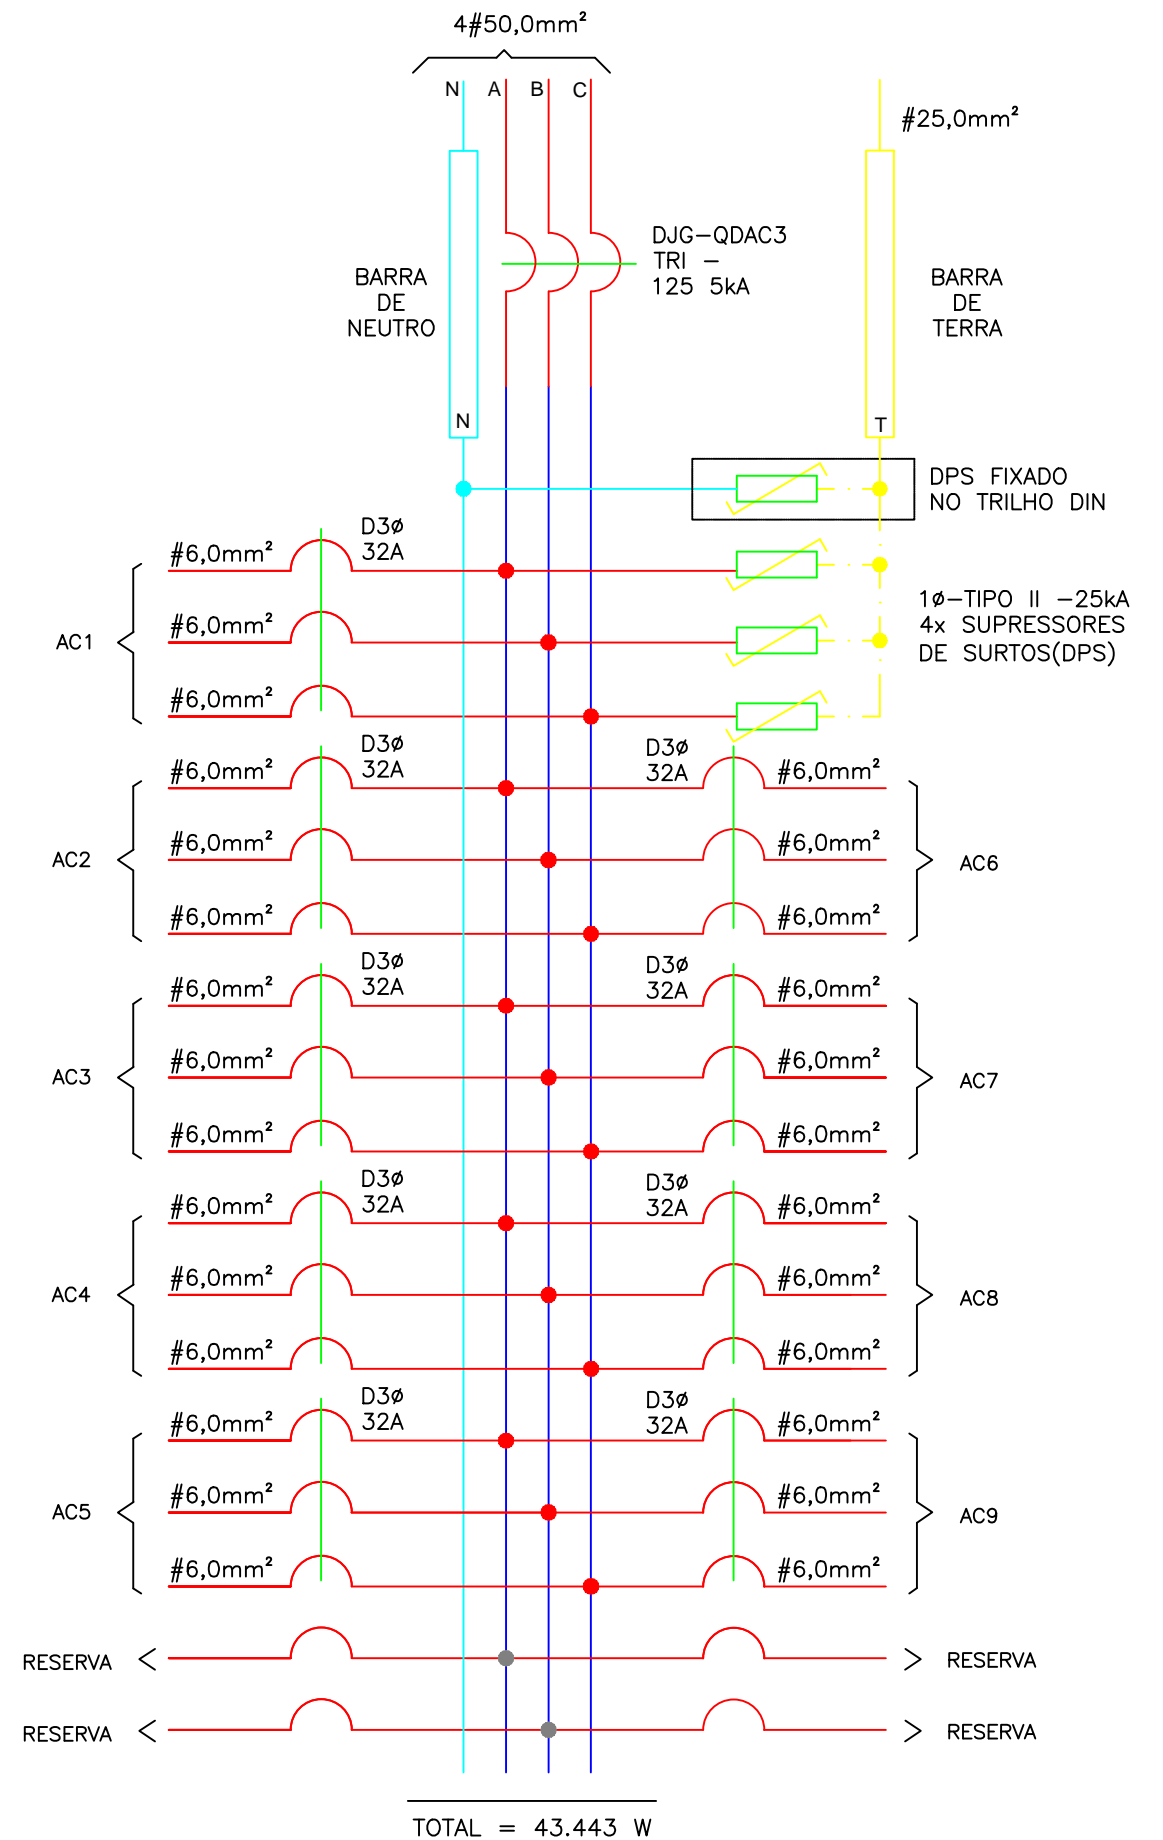 4#50,0mm²
N A B C
#25,0mm²
DJG-QDAC3
TRI -
125 5kA
BARRA
DE
NEUTRO
BARRA
DE
TERRA
N
T
DPS FIXADO
NO TRILHO DIN
D3ø
32A
#6,0mm²
#6,0mm²
AC1
#6,0mm²
1ø-TIPO II -25kA
4x SUPRESSORES
DE SURTOS(DPS)
D3ø
32A
#6,0mm²
#6,0mm²
AC2
#6,0mm²
D3ø
32A
#6,0mm²
#6,0mm²
AC6
#6,0mm²
D3ø
32A
#6,0mm²
#6,0mm²
AC3
#6,0mm²
D3ø
32A
#6,0mm²
#6,0mm²
AC7
#6,0mm²
D3ø
32A
#6,0mm²
#6,0mm²
AC4
#6,0mm²
D3ø
32A
#6,0mm²
#6,0mm²
AC8
#6,0mm²
D3ø
32A
#6,0mm²
#6,0mm²
AC5
#6,0mm²
D3ø
32A
#6,0mm²
#6,0mm²
AC9
#6,0mm²
RESERVA
RESERVA
RESERVA
RESERVA
TOTAL = 43.443 W